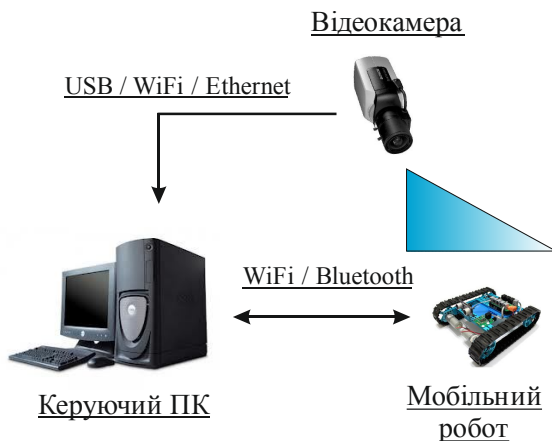 Відеокамера
USB / WiFi / Ethernet
WiFi / Bluetooth
Керуючий ПК
Мобільний
робот